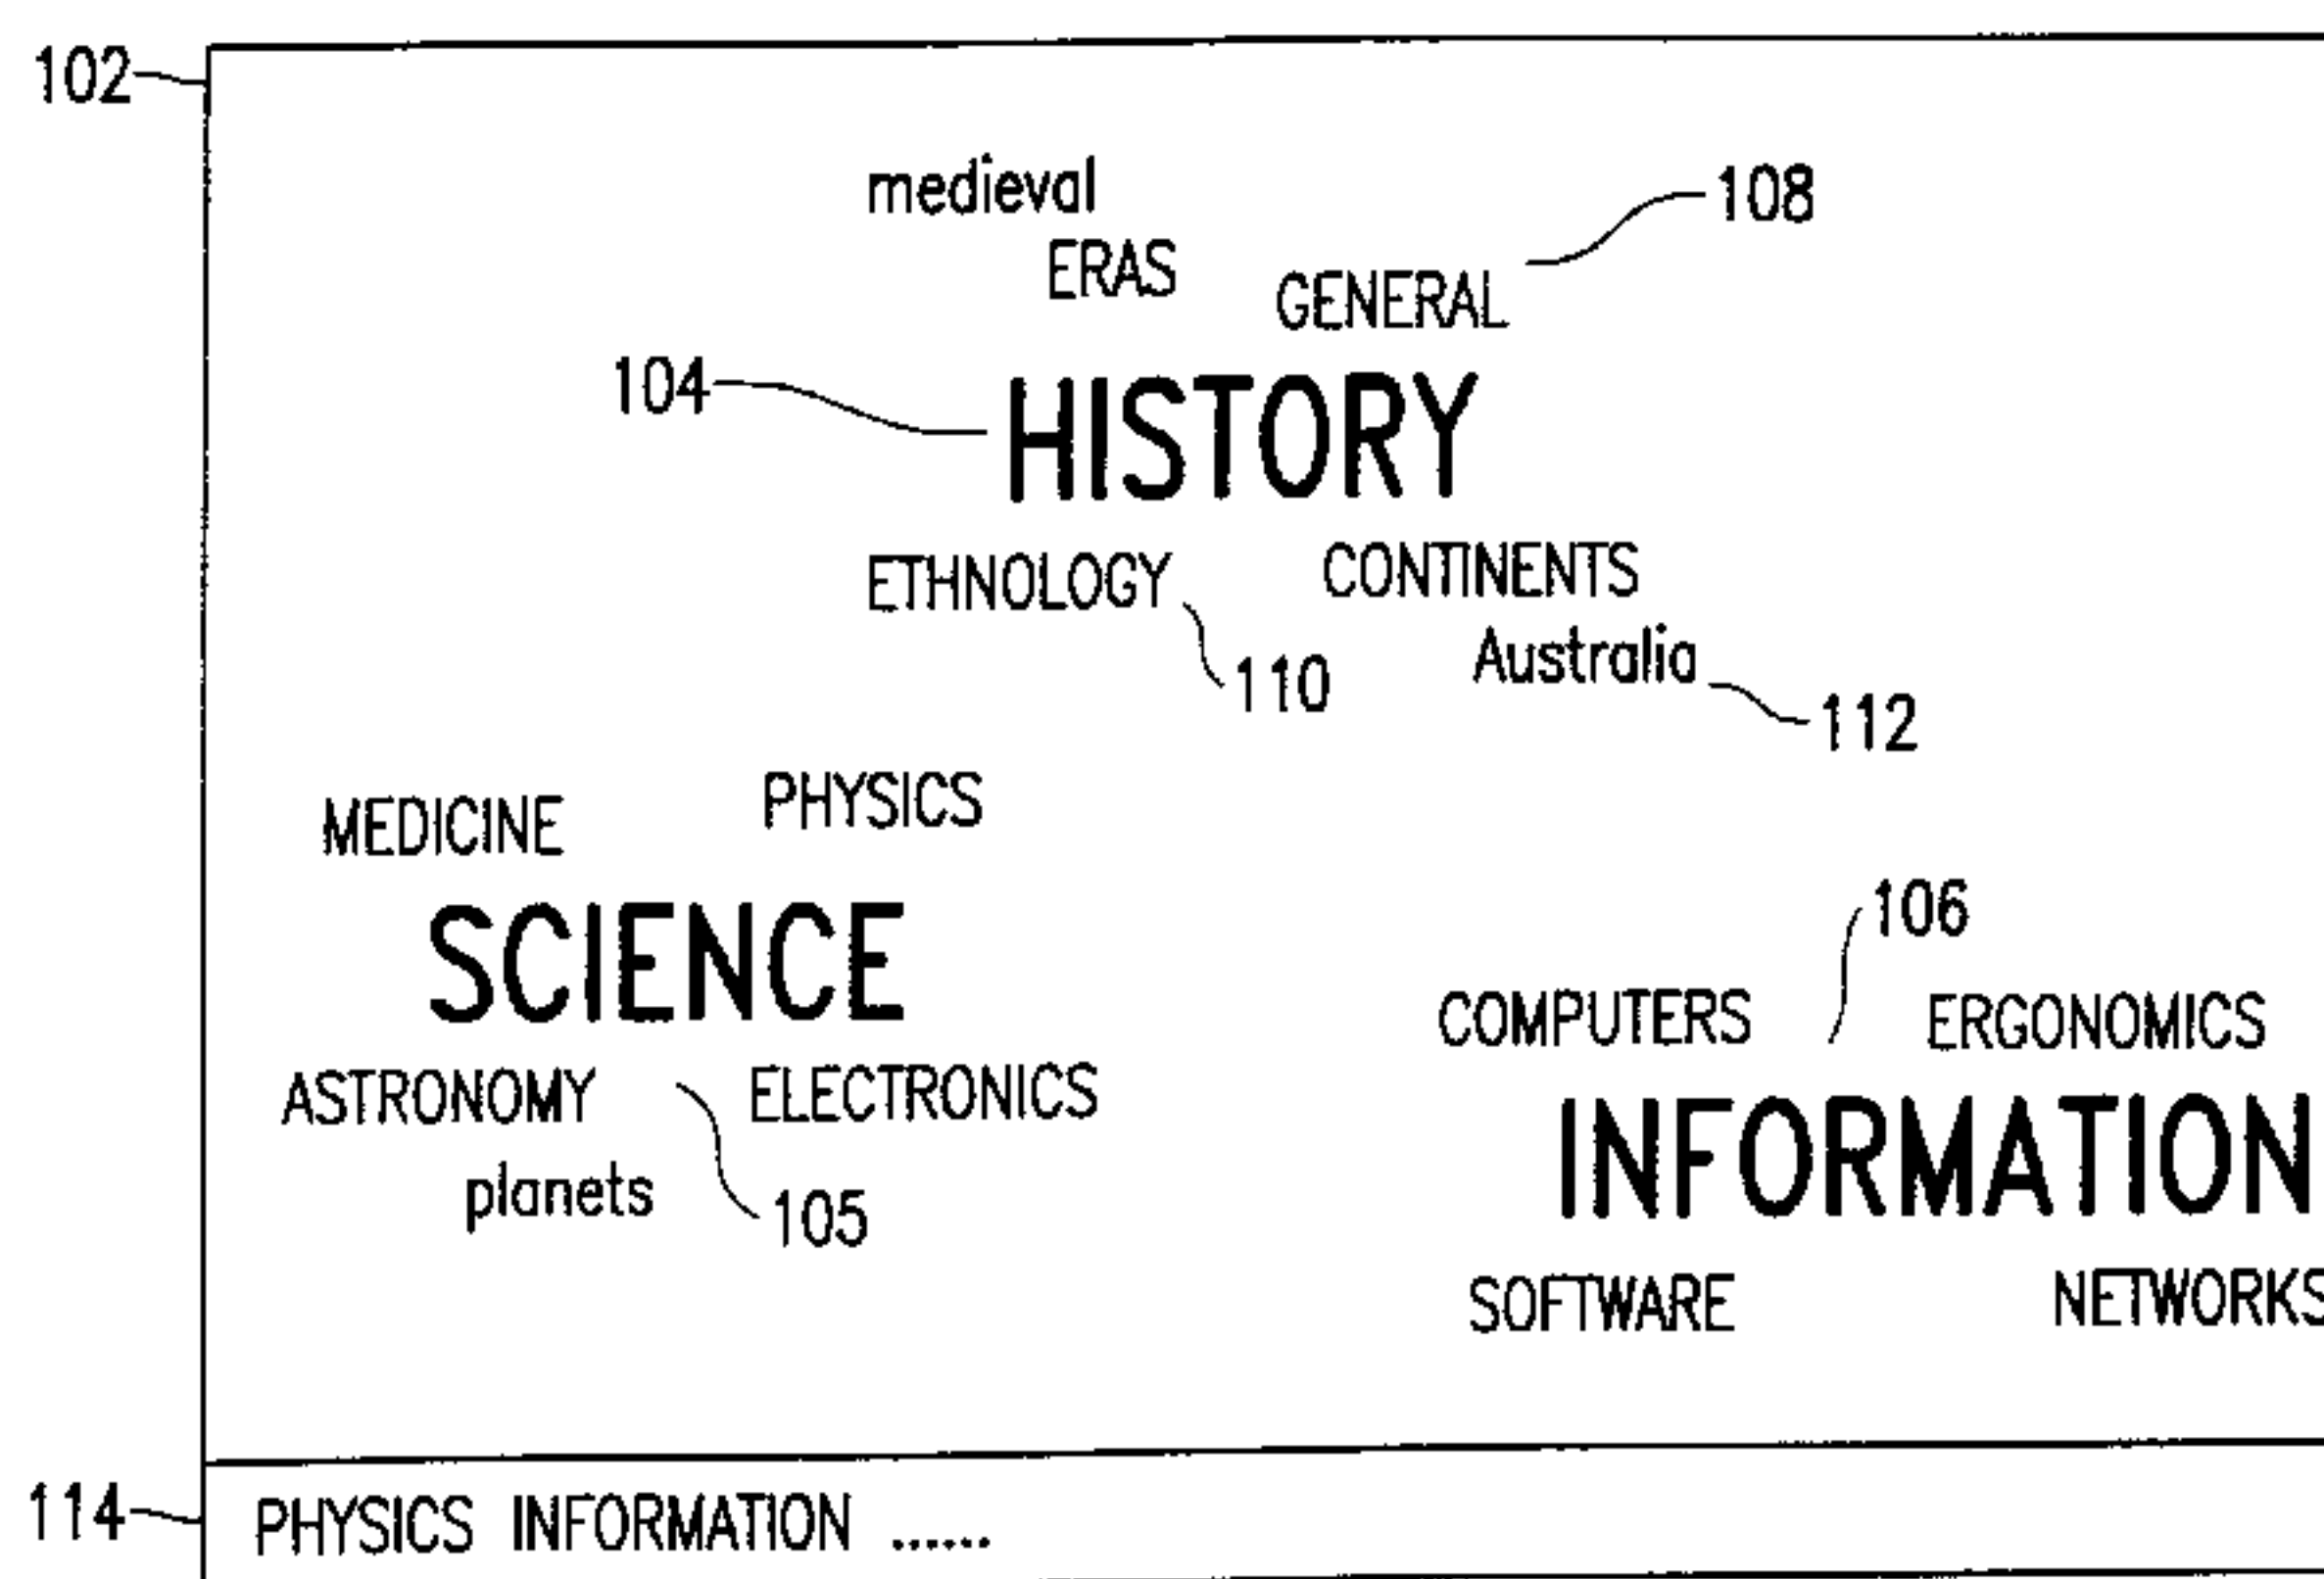 102
medieval
108
ERAS
GENERAL
104
HISTORY
ETHNOLOGY
CONTINENTS
Australia
110
112
MEDICINE
PHYSICS
SCIENCE
106
COMPUTERS
ERGONOMICS
ASTRONOMY
ELECTRONICS
INFORMATION
planets
105
SOFTWARE
NETWORKS
114
PHYSICS INFORMATION ......